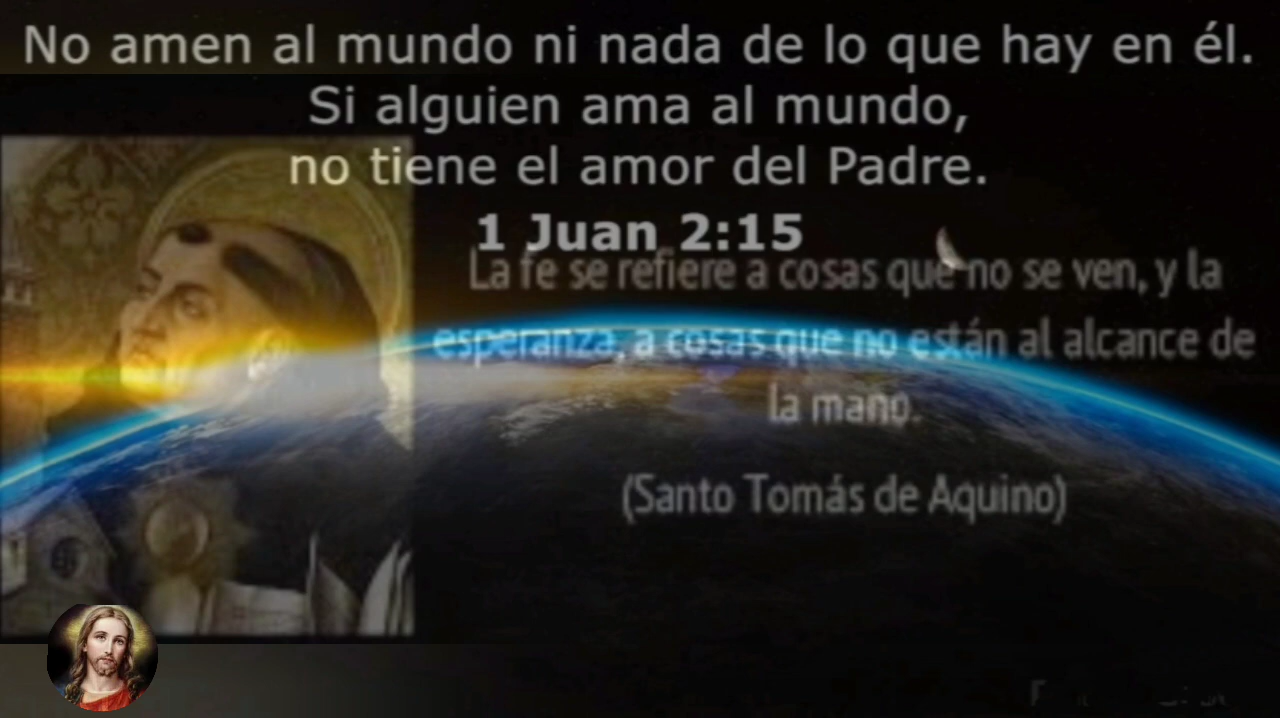 No amen al mundo ni nada de lo que hay en él.
Si alguien ama al mundo,
no tiene el amor del Padre.
1 Juan 2:15
La fe se refiere a cosas que no se ven, y la
esperanza, a cosas que no están al alcance de
la mano.
(Santo Tomás de Aquino)